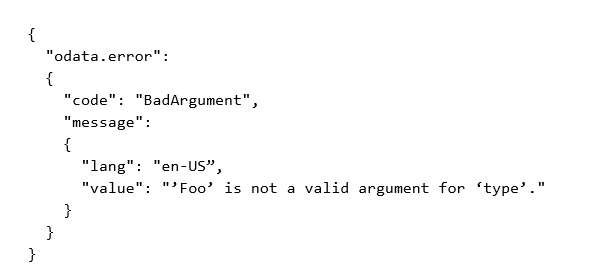 {
  "odata.error":
  {
    "code": "BadArgument",
    "message":
    {
      "lang": "en-US”,
      "value": "’Foo’ is not a valid argument for ‘type’."
    }
  }
}